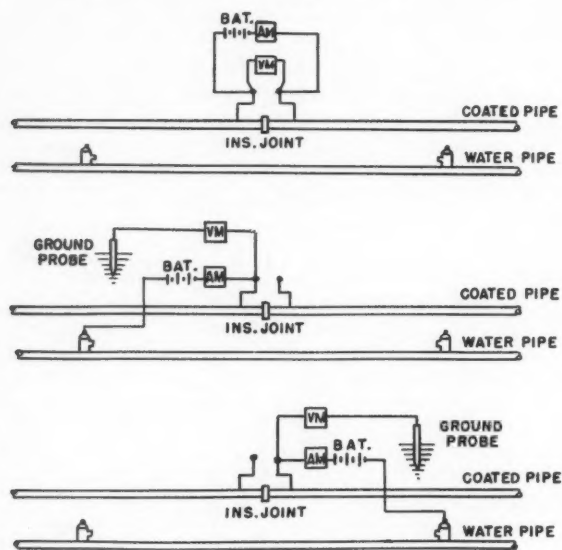 BAT.
AM
VM
COATED PIPE
INS. JOINT
WATER PIPE
GROUND
PROBE
VM
BAT.
AM
COATED PIPE
INS. JOINT
WATER PIPE
VM
GROUND
PROBE
AM
BAT.
COATED PIPE
INS. JOINT
WATER PIPE